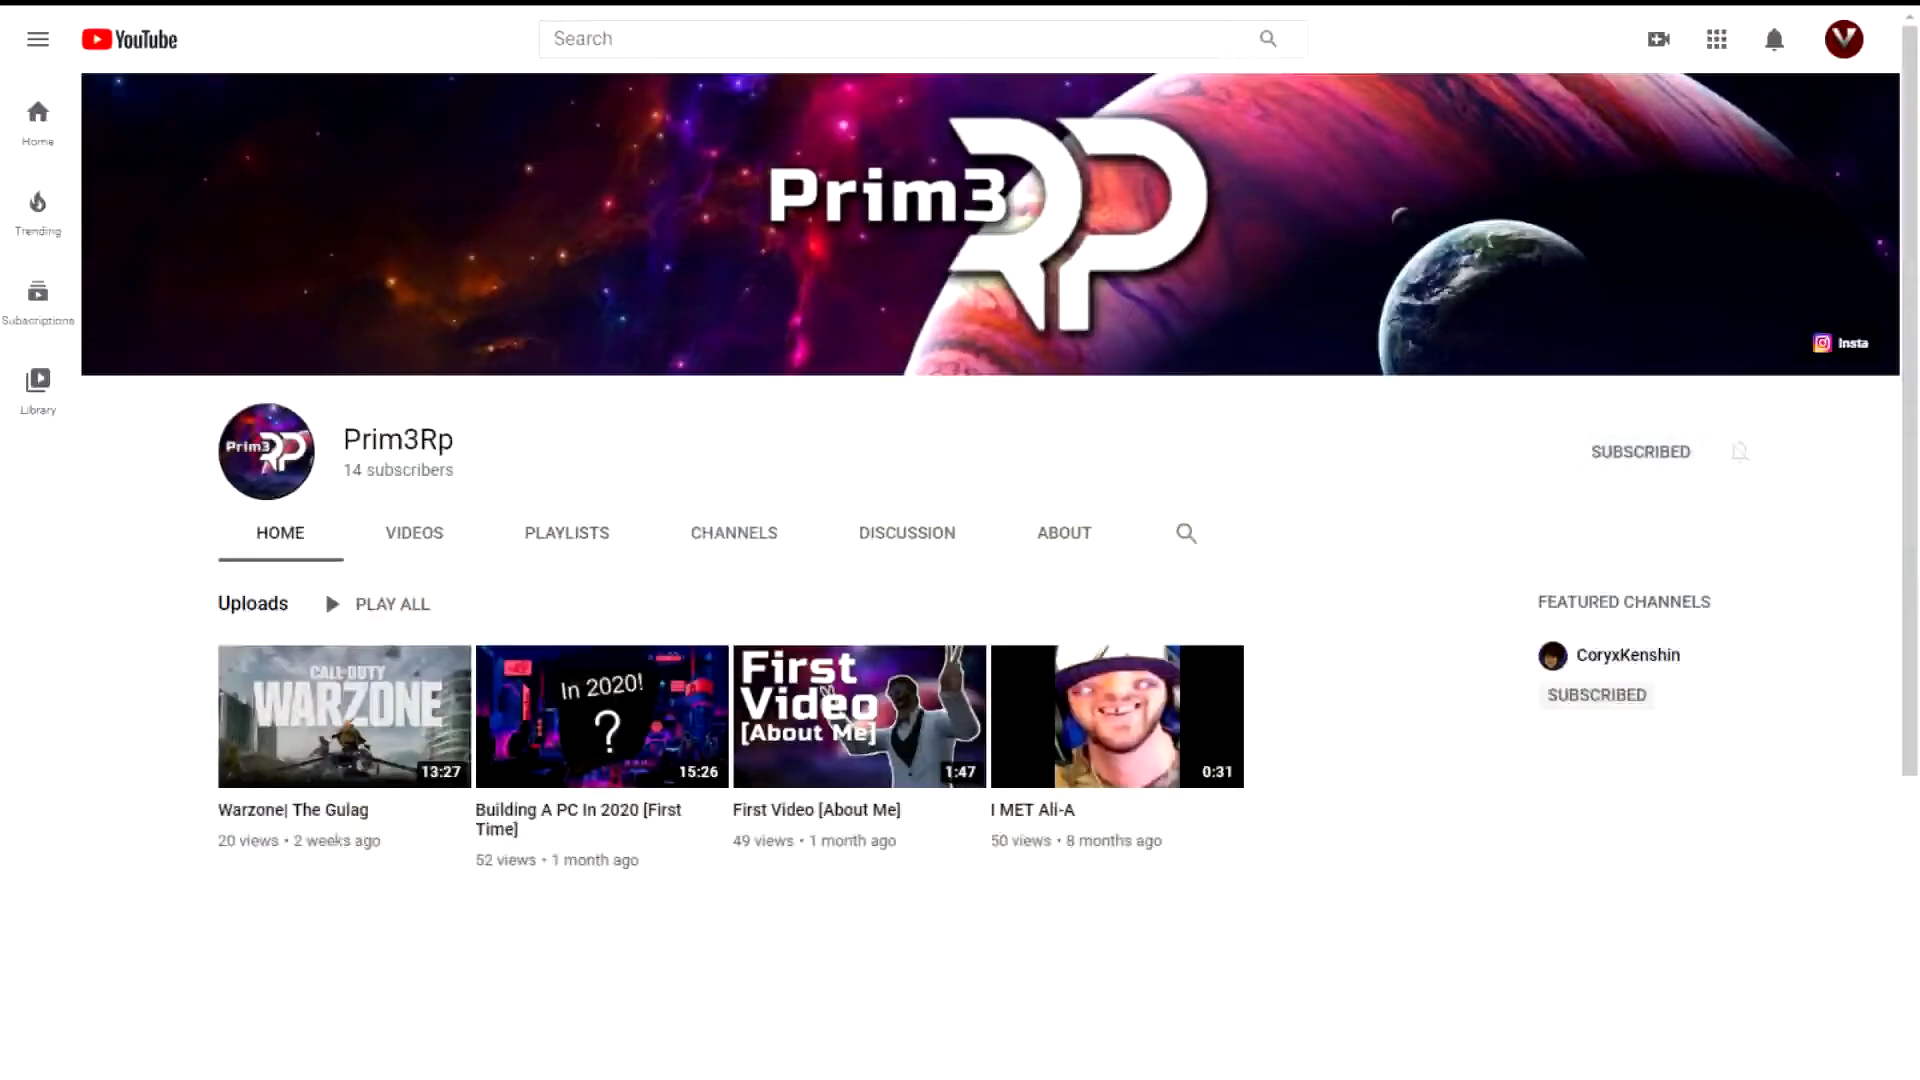 YouTube
Search
Home
Trending
Subscriptions
Library
Prim3
RP
Insta
Prim3RP
Prim3Rp
14 subscribers
SUBSCRIBED
HOME VIDEOS PLAYLISTS CHANNELS DISCUSSION ABOUT
Uploads PLAY ALL
FEATURED CHANNELS
CoryxKenshin
SUBSCRIBED
CALL OF DUTY
WARZONE
13:27
In 2020!
?
15:26
First
Video
[About Me]
1:47
0:31
Warzone| The Gulag
20 views • 2 weeks ago
Building A PC In 2020 [First
Time]
52 views • 1 month ago
First Video [About Me]
49 views • 1 month ago
I MET Ali-A
50 views • 8 months ago